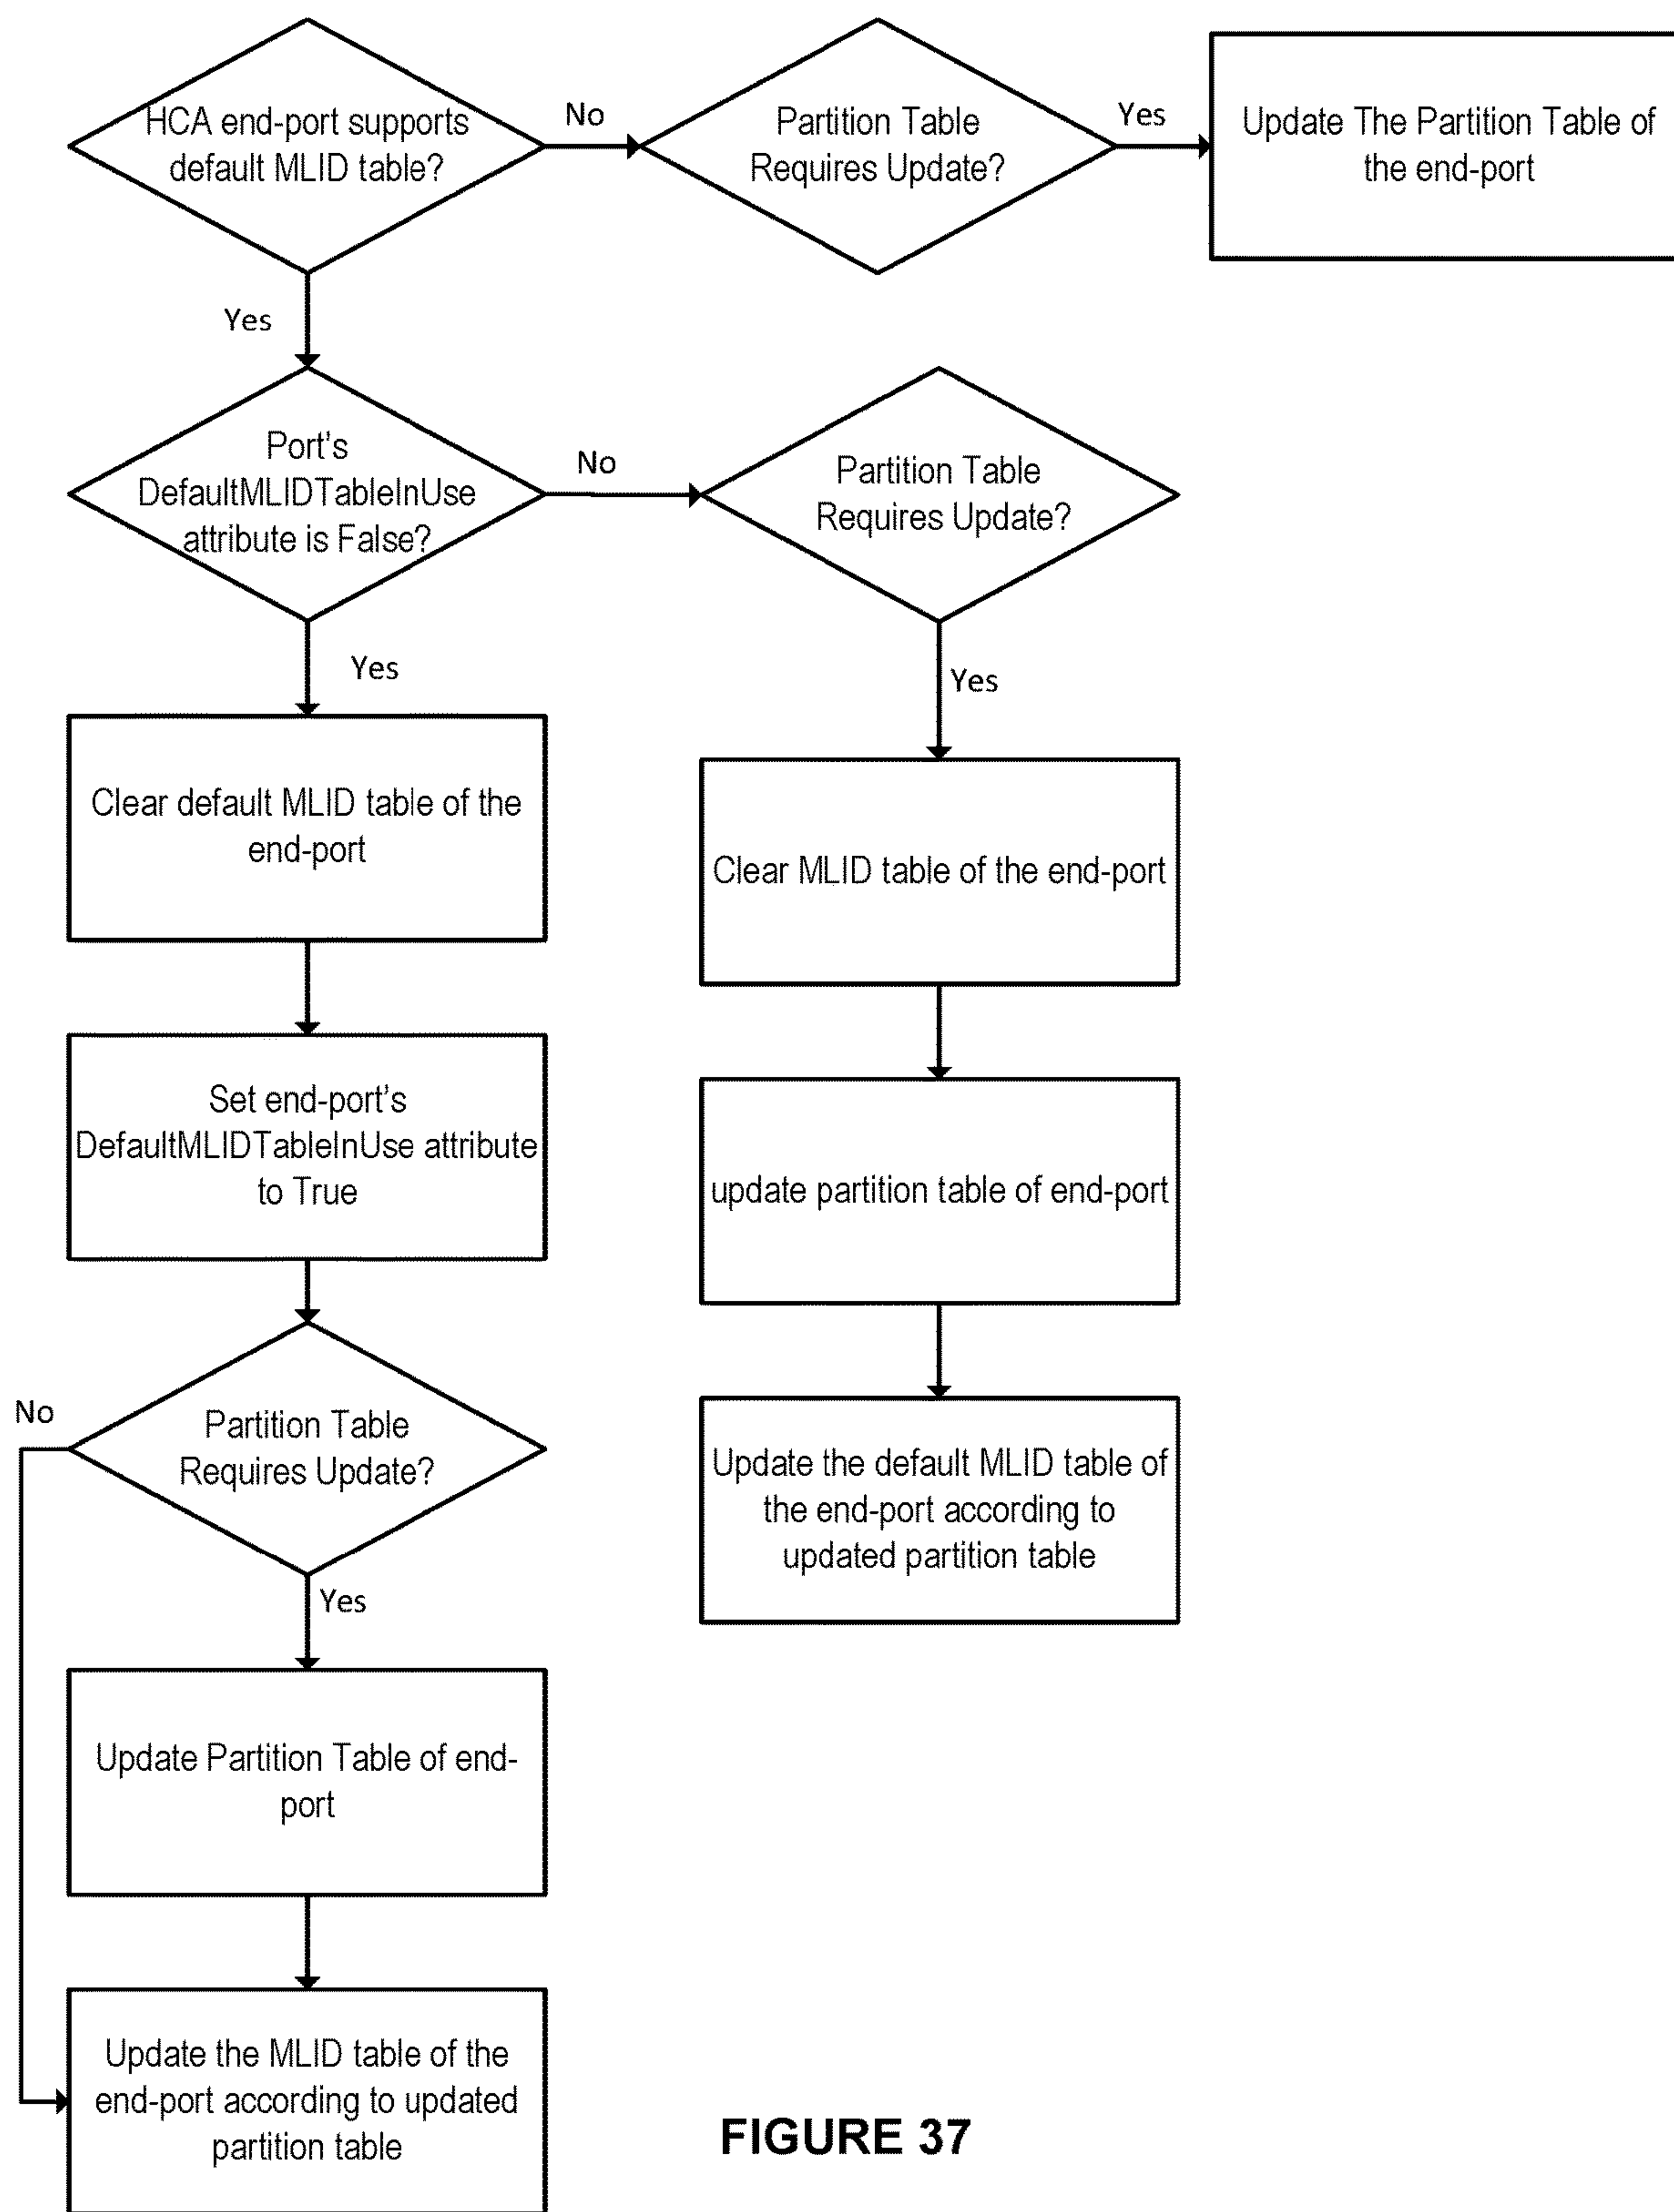 HCA end-port supports
default MLID table?
No
Partition Table
Requires Update?
Yes
Update The Partition Table of
the end-port
Yes
Port's
DefaultMLIDTableInUse
attribute is False?
No
Partition Table
Requires Update?
Yes
Yes
Clear default MLID table of the
end-port
Clear MLID table of the end-port
Set end-port's
DefaultMLIDTableInUse attribute
to True
update partition table of end-port
No
Partition Table
Requires Update?
Update the default MLID table of
the end-port according to
updated partition table
Yes
Update Partition Table of end-
port
Update the MLID table of the
end-port according to updated
partition table
FIGURE 37